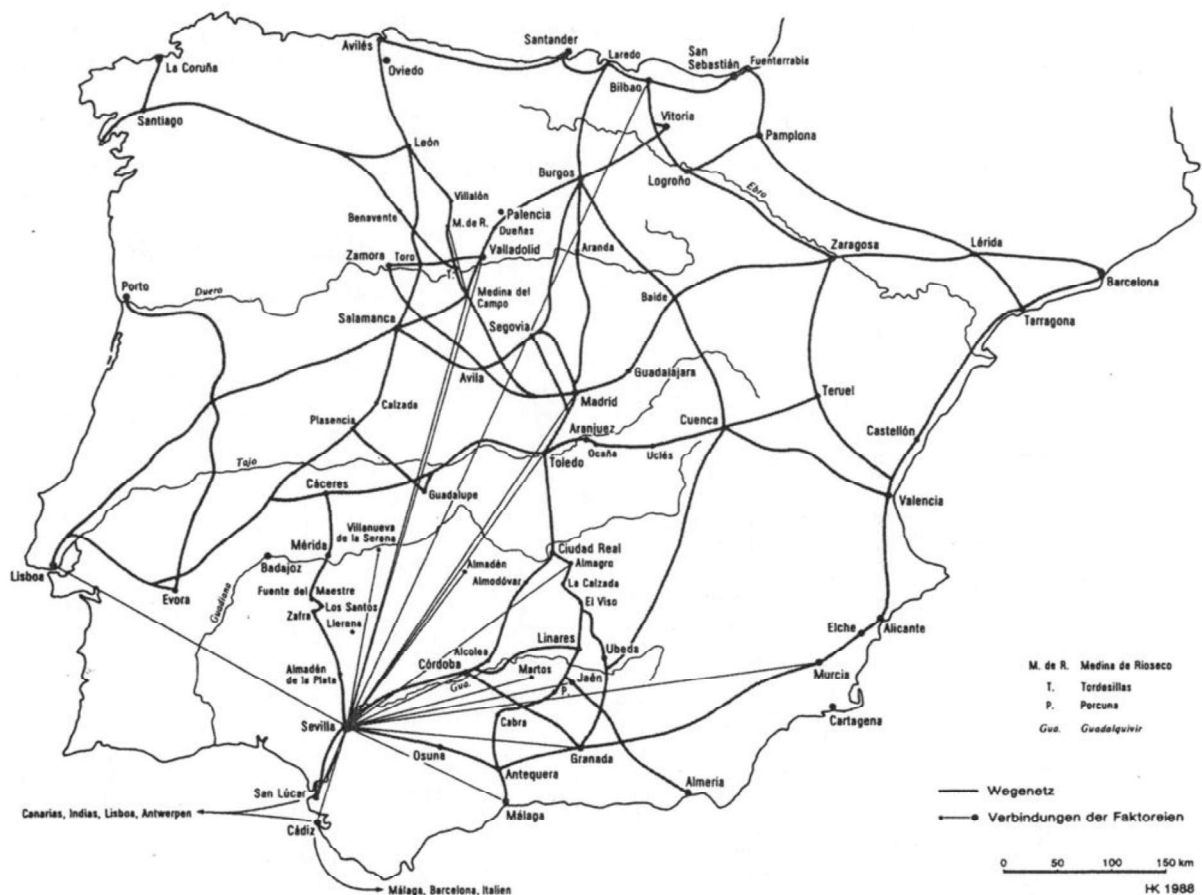 Avilés
Santander
Laredo
San
Sebastián
Fuenterrabia
La Coruña
Oviedo
Bilbao
Santiago
León
Vitoria
Pamplona
Burgos
Logroño
Ebro
Villalón
Palencia
Benavente
M. de R.
Dueñas
Zamora
Toro
Valladolid
Aranda
Zaragosa
Lérida
T.
Barcelona
Porto
Duero
Medina del
Campo
Baide
Salamanca
Segovia
Tarragona
Avila
Guadalajara
Madrid
Teruel
Calzada
Plasencia
Aranjuez
Cuenca
Castellón
Ocaña
Uclés
Toledo
Tajo
Cáceres
Guadalupe
Valencia
Villanueva
de la Serena
Mérida
Ciudad Real
Badajoz
Almadén
Almagro
Lisboa
Almodóvar
La Calzada
Evora
Guadiana
Fuente del Maestre
Los Santos
El Viso
Zafra
Llerena
Elche
Alicante
Linares
Ubeda
Alcolea
Córdoba
Martos
Almadén
de la Plata
Gua.
Jaén
P.
Murcia
M. de R. Medina de Rioseco
T. Tordesillas
P. Porcuna
Gua. Guadalquivir
Sevilla
Cabra
Cartagena
Osuna
Granada
Antequera
Almería
San Lúcar
Canarias, Indias, Lisboa, Antwerpen
Málaga
Cádiz
Wegenetz
Verbindungen der Faktoreien
Málaga, Barcelona, Italien
0 50 100 150 km
HK 1988